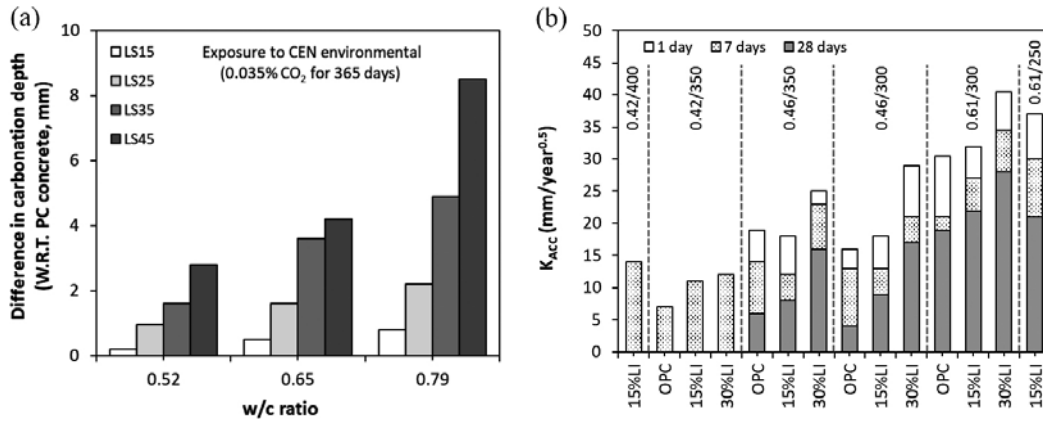 (a)
Difference in carbonation depth
(W.R.T. PC concrete, mm)
10
8
6
4
2
0
LS15
LS25
LS35
LS45
Exposure to CEN environmental
(0.035% CO₂ for 365 days)
0.52 0.65 0.79
w/c ratio
(b)
K_ACC (mm/year^0.5)
50
45
40
35
30
25
20
15
10
5
0
1 day 7 days 28 days
0.42/400
0.42/350
0.46/350
0.46/300
0.61/300
0.61/250
15%LI
OPC
15%LI
30%LI
OPC
15%LI
30%LI
OPC
15%LI
30%LI
OPC
15%LI
30%LI
15%LI